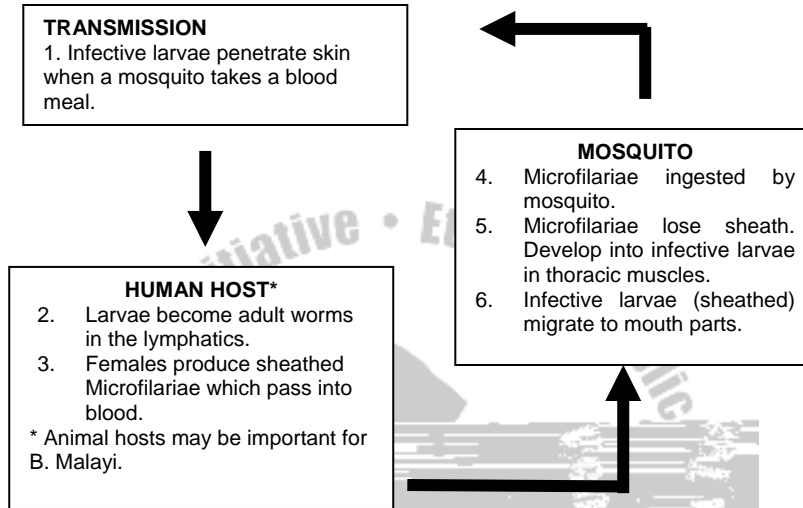 TRANSMISSION
1. Infective larvae penetrate skin
when a mosquito takes a blood
meal.
MOSQUITO
4. Microfilariae ingested by
mosquito.
5. Microfilariae lose sheath.
Develop into infective larvae
in thoracic muscles.
6. Infective larvae (sheathed)
migrate to mouth parts.
HUMAN HOST*
2. Larvae become adult worms
in the lymphatics.
3. Females produce sheathed
Microfilariae which pass into
blood.
* Animal hosts may be important for
B. Malayi.